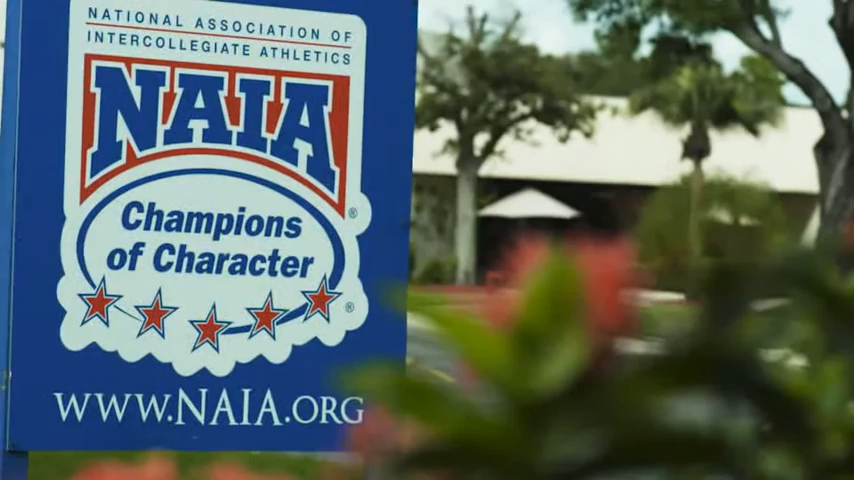 NATIONAL ASSOCIATION OF
INTERCOLLEGIATE ATHLETICS
NAIA
®
Champions
of Character
®
WWW.NAIA.ORG